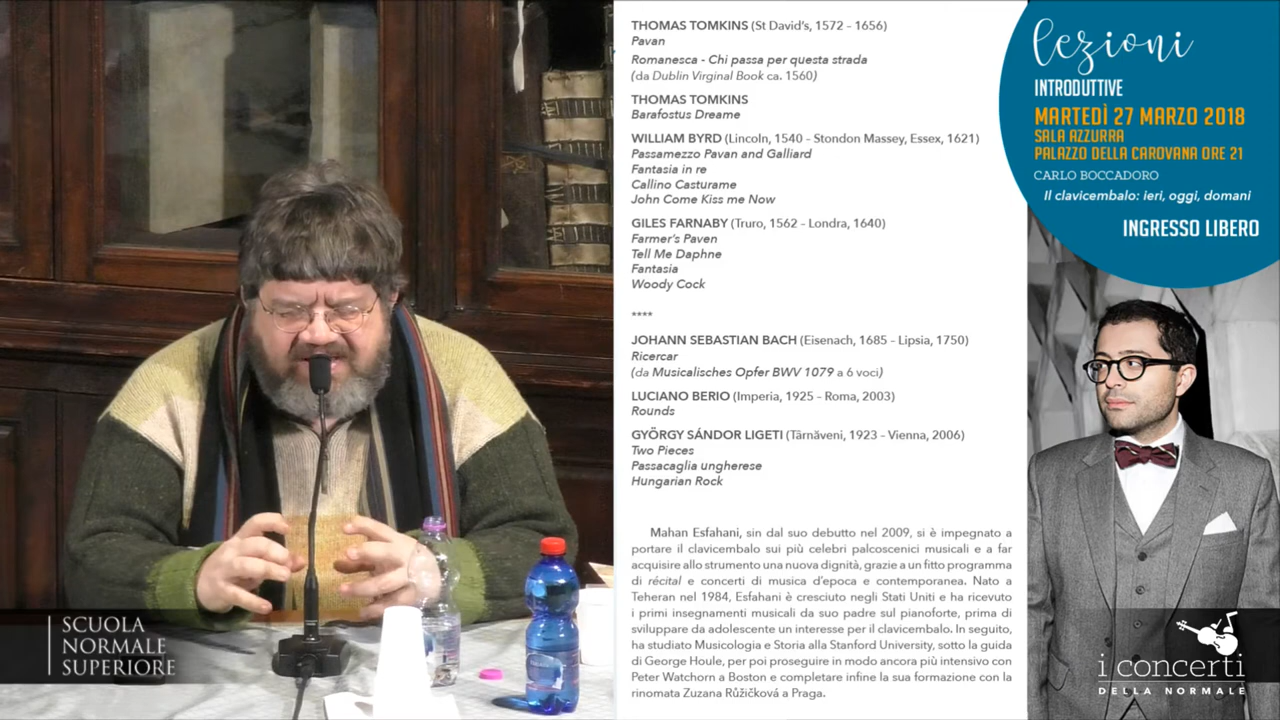 THOMAS TOMKINS (St David's, 1572 – 1656)
Pavan
Romanesca - Chi passa per questa strada
(da Dublin Virginal Book ca. 1560)
THOMAS TOMKINS
Barafostus Dreame
WILLIAM BYRD (Lincoln, 1540 – Stondon Massey, Essex, 1621)
Passamezzo Pavan and Galliard
Fantasia in re
Callino Casturame
John Come Kiss me Now
GILES FARNABY (Truro, 1562 – Londra, 1640)
Farmer's Paven
Tell Me Daphne
Fantasia
Woody Cock
****
JOHANN SEBASTIAN BACH (Eisenach, 1685 – Lipsia, 1750)
Ricercar
(da Musicalisches Opfer BWV 1079 a 6 voci)
LUCIANO BERIO (Imperia, 1925 – Roma, 2003)
Rounds
GYÖRGY SÁNDOR LIGETI (Târnăveni, 1923 – Vienna, 2006)
Two Pieces
Passacaglia ungherese
Hungarian Rock
Mahan Esfahani, sin dal suo debutto nel 2009, si è impegnato a
portare il clavicembalo sui più celebri palcoscenici musicali e a far
acquisire allo strumento una nuova dignità, grazie a un fitto programma
di récital e concerti di musica d'epoca e contemporanea. Nato a
Teheran nel 1984, Esfahani è cresciuto negli Stati Uniti e ha ricevuto
i primi insegnamenti musicali da suo padre sul pianoforte, prima di
sviluppare da adolescente un interesse per il clavicembalo. In seguito,
ha studiato Musicologia e Storia alla Stanford University, sotto la guida
di George Houle, per poi proseguire in modo ancora più intensivo con
Peter Watchorn a Boston e completare infine la sua formazione con la
rinomata Zuzana Růžičková a Praga.
lezioni
INTRODUTTIVE
MARTEDÌ 27 MARZO 2018
SALA AZZURRA
PALAZZO DELLA CAROVANA ORE 21
CARLO BOCCADORO
Il clavicembalo: ieri, oggi, domani
INGRESSO LIBERO
SCUOLA
NORMALE
SUPERIORE
i concerti
DELLA NORMALE